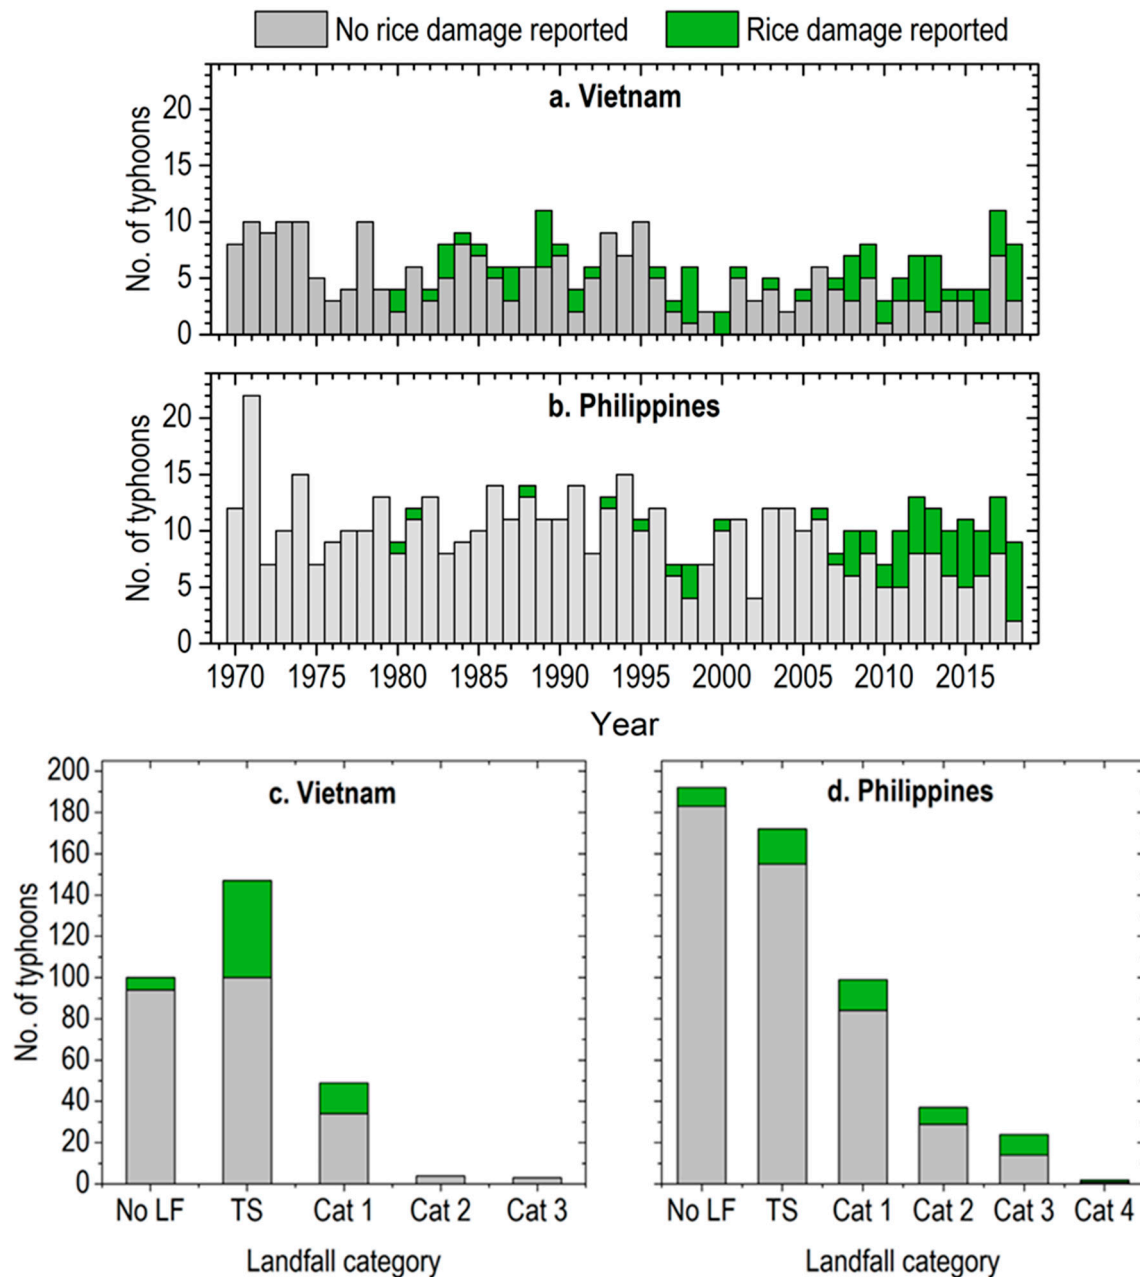 No rice damage reported
Rice damage reported
a. Vietnam
No. of typhoons
20
15
10
5
0
b. Philippines
No. of typhoons
20
15
10
5
0
1970 1975 1980 1985 1990 1995 2000 2005 2010 2015
Year
c. Vietnam
No. of typhoons
200
180
160
140
120
100
80
60
40
20
0
No LF TS Cat 1 Cat 2 Cat 3
Landfall category
d. Philippines
No LF TS Cat 1 Cat 2 Cat 3 Cat 4
Landfall category